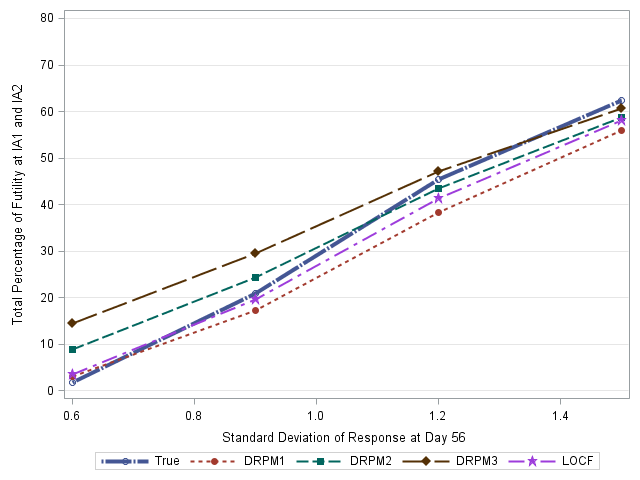 80
70
60
50
40
30
20
10
0
Total Percentage of Futility at IA1 and IA2
0.6 0.8 1.0 1.2 1.4
Standard Deviation of Response at Day 56
True DRPM1 DRPM2 DRPM3 LOCF